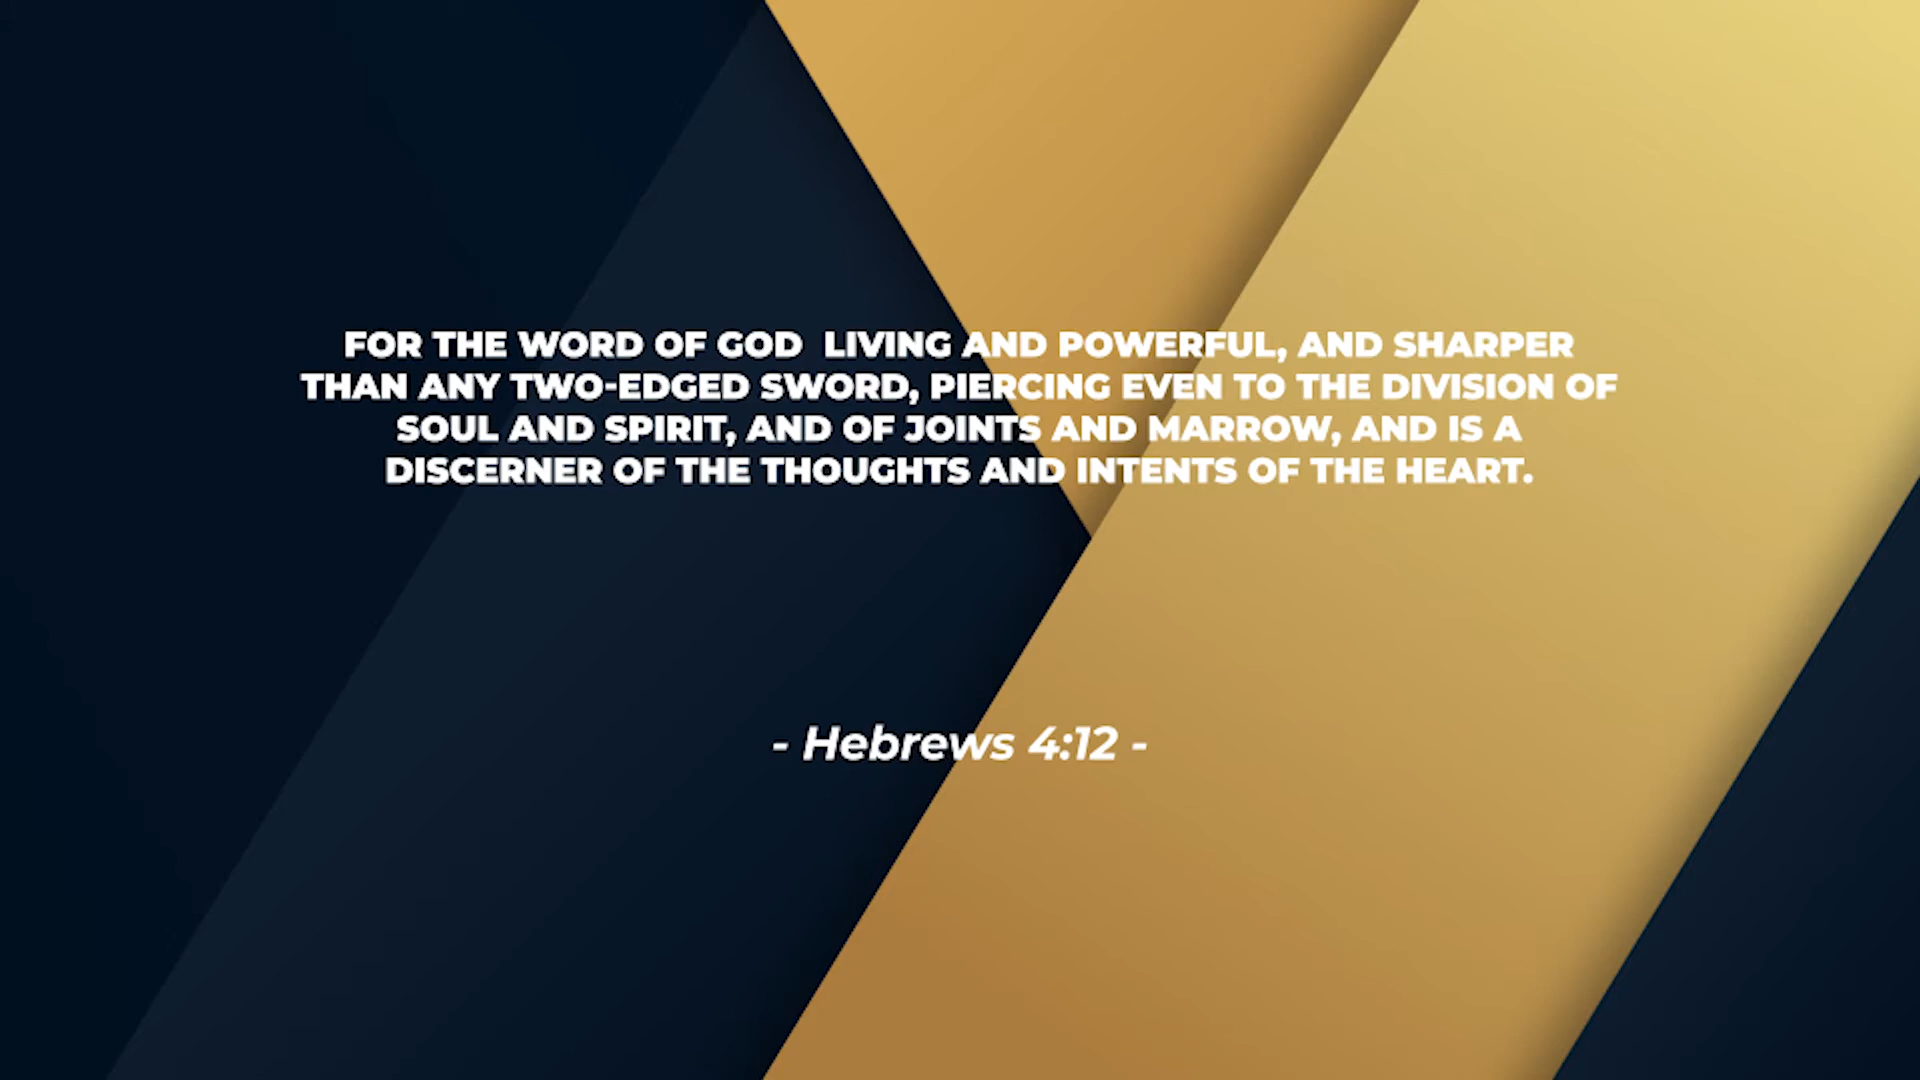 FOR THE WORD OF GOD  LIVING AND POWERFUL, AND SHARPER
THAN ANY TWO-EDGED SWORD, PIERCING EVEN TO THE DIVISION OF
SOUL AND SPIRIT, AND OF JOINTS AND MARROW, AND IS A
DISCERNER OF THE THOUGHTS AND INTENTS OF THE HEART.
- Hebrews 4:12 -